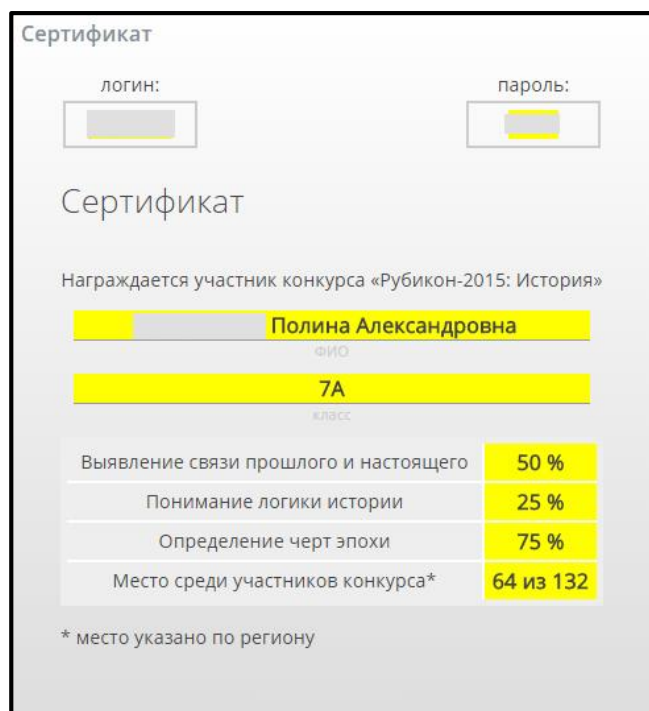 Сертификат
логин: пароль:
Сертификат
Награждается участник конкурса «Рубикон-2015: История»
Полина Александровна
ФИО
7А
класс
Выявление связи прошлого и настоящего 50 %
Понимание логики истории 25 %
Определение черт эпохи 75 %
Место среди участников конкурса* 64 из 132
* место указано по региону